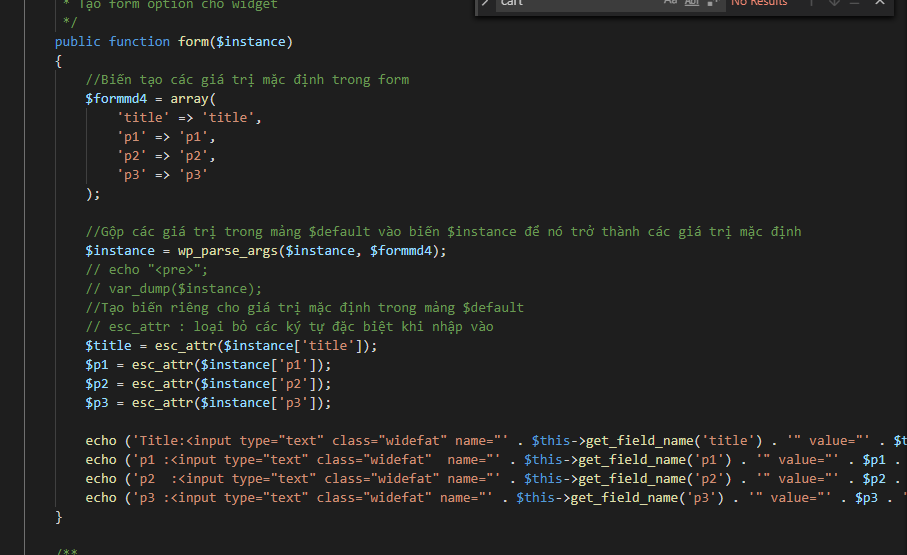 * Tạo form option cho widget
cart
No Results
*/
public function form($instance)
{
//Biến tạo các giá trị mặc định trong form
$formmd4 = array(
'title' => 'title',
'p1' => 'p1',
'p2' => 'p2',
'p3' => 'p3'
);
//Gộp các giá trị trong mảng $default vào biến $instance để nó trở thành các giá trị mặc định
$instance = wp_parse_args($instance, $formmd4);
// echo "<pre>";
// var_dump($instance);
//Tạo biến riêng cho giá trị mặc định trong mảng $default
// esc_attr : loại bỏ các ký tự đặc biệt khi nhập vào
$title = esc_attr($instance['title']);
$p1 = esc_attr($instance['p1']);
$p2 = esc_attr($instance['p2']);
$p3 = esc_attr($instance['p3']);
echo ('Title:<input type="text" class="widefat" name="' . $this->get_field_name('title') . '" value="' . $t
echo ('p1 :<input type="text" class="widefat"  name="' . $this->get_field_name('p1') . '" value="' . $p1 .
echo ('p2  :<input type="text" class="widefat" name="' . $this->get_field_name('p2') . '" value="' . $p2 .
echo ('p3 :<input type="text" class="widefat" name="' . $this->get_field_name('p3') . '" value="' . $p3 . '
}
/**